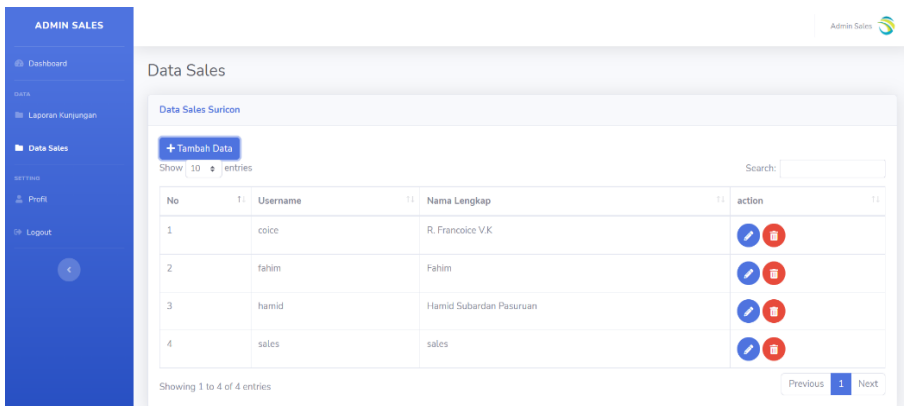 ADMIN SALES
Admin Sales
Dashboard
DATA
Laporan Kunjungan
Data Sales
SETTING
Profil
Logout
Data Sales
Data Sales Suricon
+ Tambah Data
Show 10 entries
Search:
No Username Nama Lengkap action
1 coice R. Francoice V.K
2 fahim Fahim
3 hamid Hamid Subardan Pasuruan
4 sales sales
Showing 1 to 4 of 4 entries
Previous 1 Next